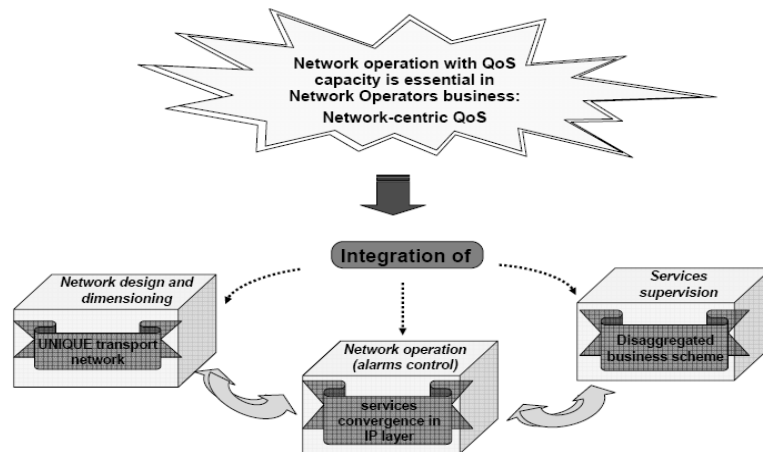 Network operation with QoS
capacity is essential in
Network Operators business:
Network-centric QoS
Integration of
Network design and
dimensioning
UNIQUE transport
network
Network operation
(alarms control)
services
convergence in
IP layer
Services
supervision
Disaggregated
business scheme